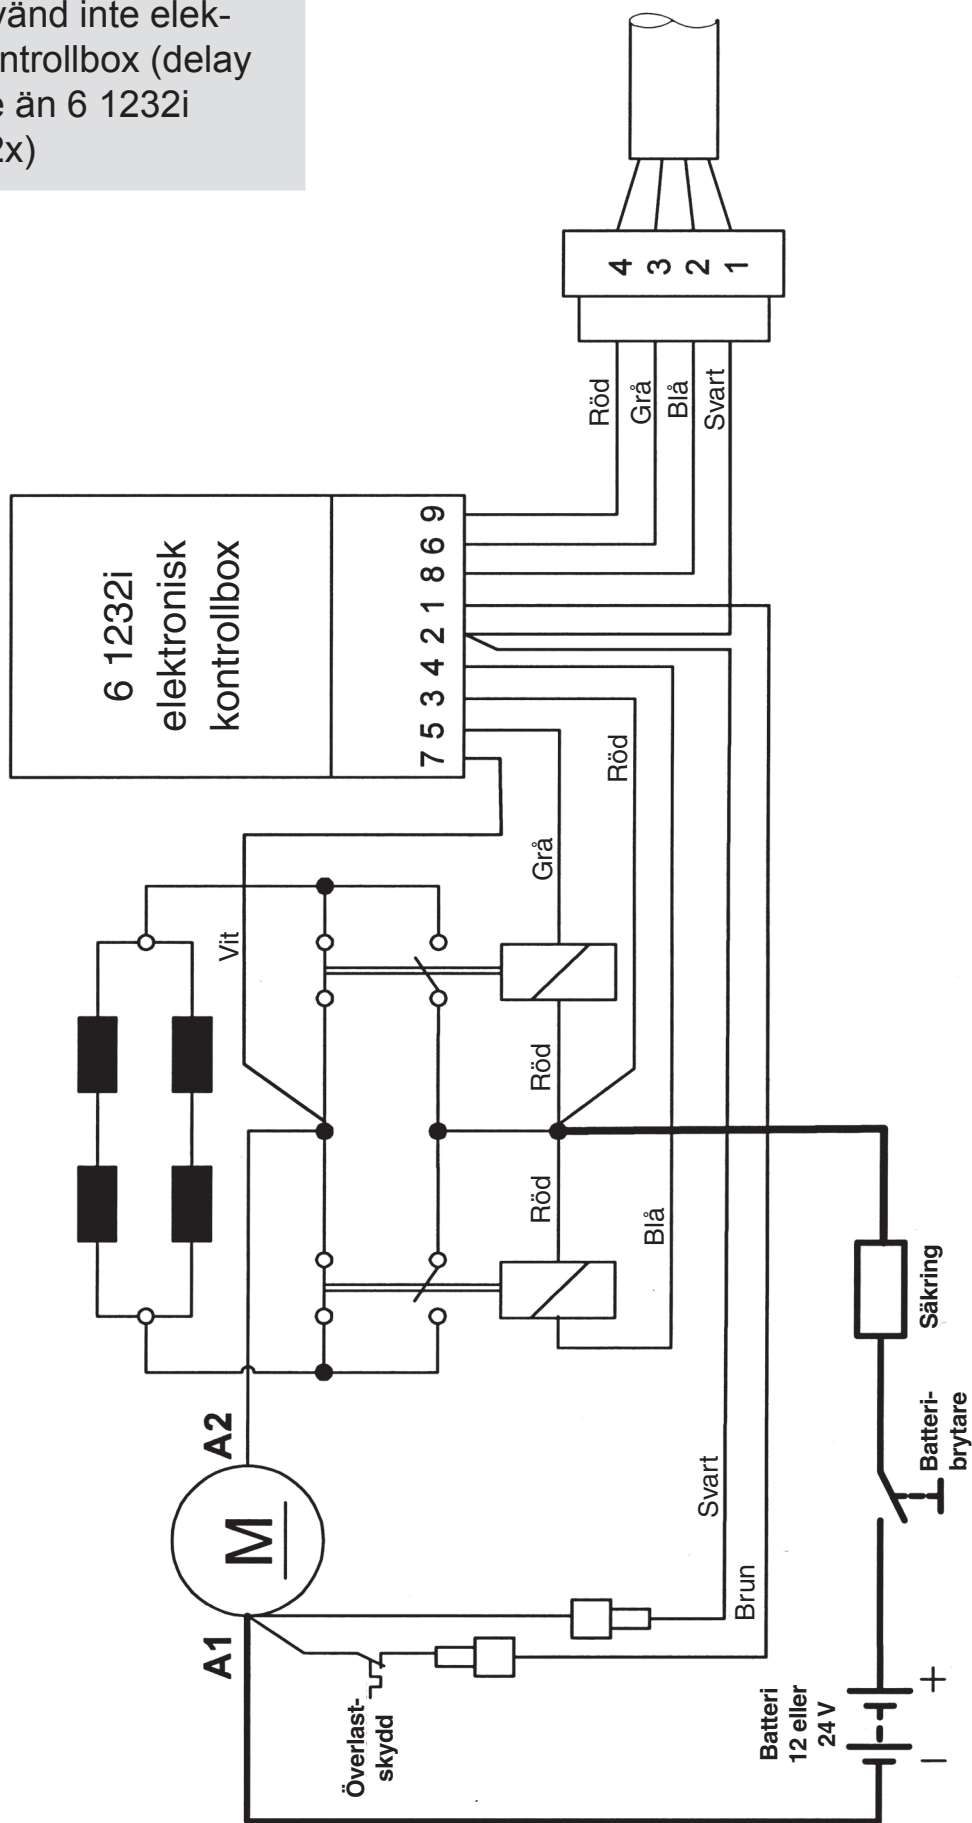 vänd inte elek-
ntrollbox (delay
e än 6 1232i
2x)
4
3
2
1
Röd
Grå
Blå
Svart
6 1232i
elektronisk
kontrollbox
7 5 3 4 2 1 8 6 9
Vit
Grå
Röd
Röd
Röd
Blå
A2
M
A1
Svart
Brun
Överlast-
skydd
Säkring
Batteri-
brytare
Batteri
12 eller
24 V
+
–